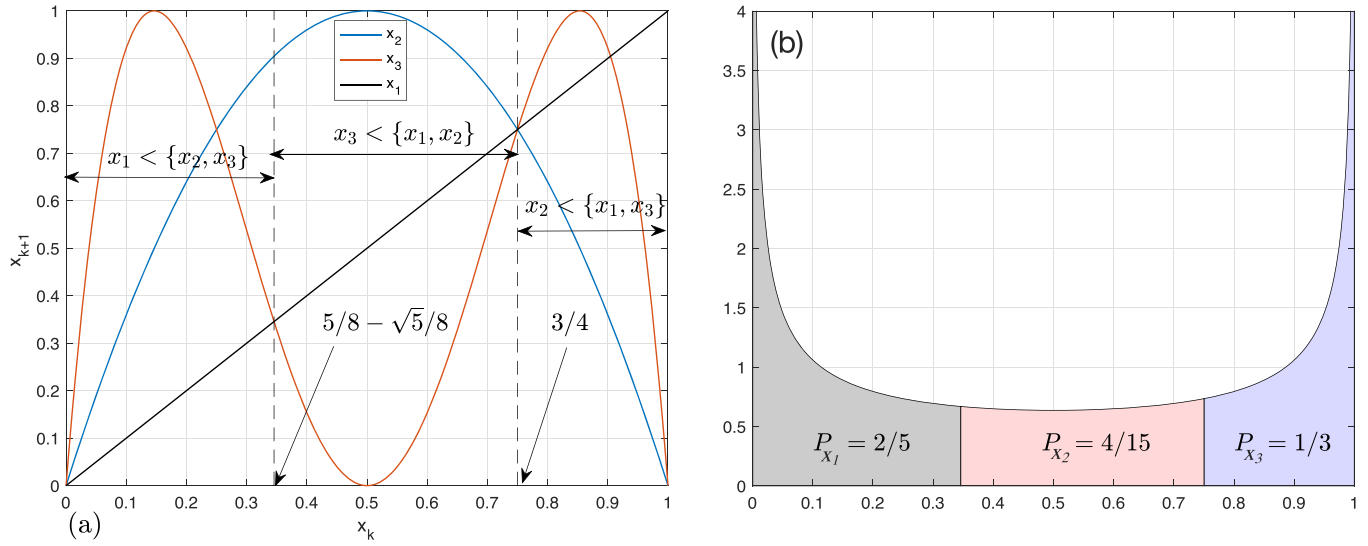 1
0.9
0.8
0.7
0.6
0.5
0.4
0.3
0.2
0.1
0
x_{k+1}
x_2
x_3
x_1
x_1 < {x_2, x_3}
x_3 < {x_1, x_2}
x_2 < {x_1, x_3}
5/8 − √5/8
3/4
0 0.1 0.2 0.3 0.4 0.5 0.6 0.7 0.8 0.9 1
(a)
x_k
4
3.5
3
2.5
2
1.5
1
0.5
0
(b)
P_{X_1} = 2/5
P_{X_2} = 4/15
P_{X_3} = 1/3
0 0.1 0.2 0.3 0.4 0.5 0.6 0.7 0.8 0.9 1